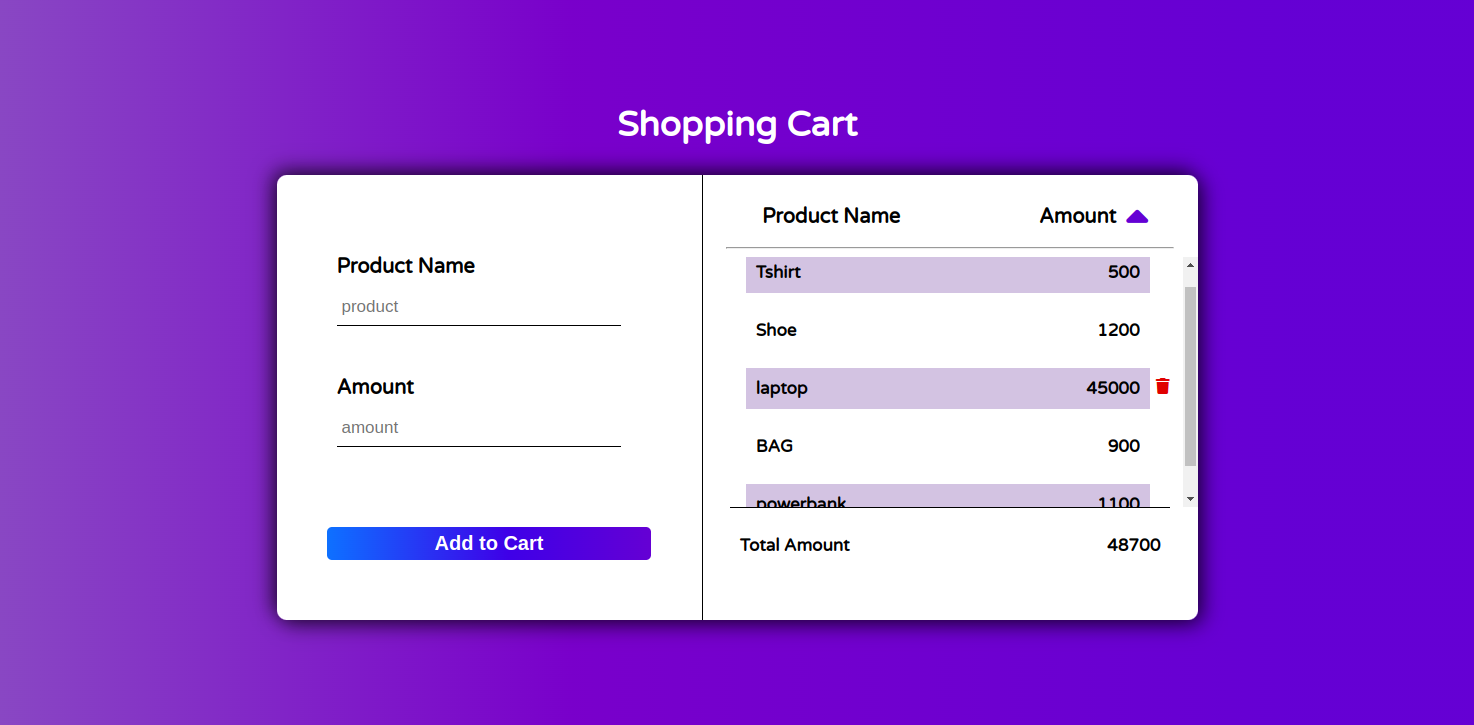 Shopping Cart
Product Name
product
Amount
amount
Add to Cart
Product Name Amount
Tshirt 500
Shoe 1200
laptop 45000
BAG 900
powerbank 1100
Total Amount 48700